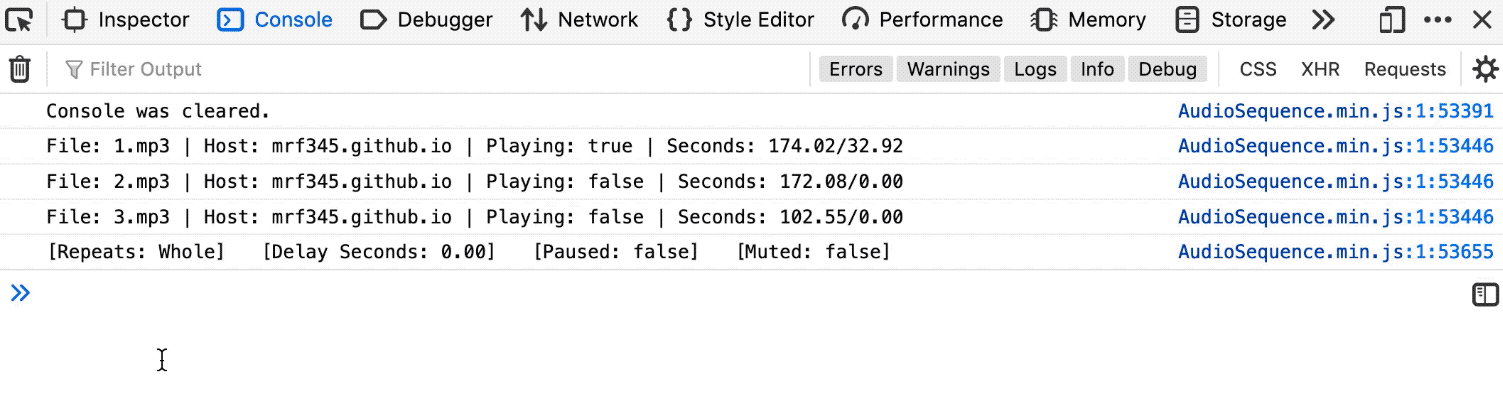 Inspector Console Debugger Network Style Editor Performance Memory Storage
Filter Output Errors Warnings Logs Info Debug CSS XHR Requests
Console was cleared. AudioSequence.min.js:1:53391
File: 1.mp3 | Host: mrf345.github.io | Playing: true | Seconds: 174.02/32.92 AudioSequence.min.js:1:53446
File: 2.mp3 | Host: mrf345.github.io | Playing: false | Seconds: 172.08/0.00 AudioSequence.min.js:1:53446
File: 3.mp3 | Host: mrf345.github.io | Playing: false | Seconds: 102.55/0.00 AudioSequence.min.js:1:53446
[Repeats: Whole] [Delay Seconds: 0.00] [Paused: false] [Muted: false] AudioSequence.min.js:1:53655